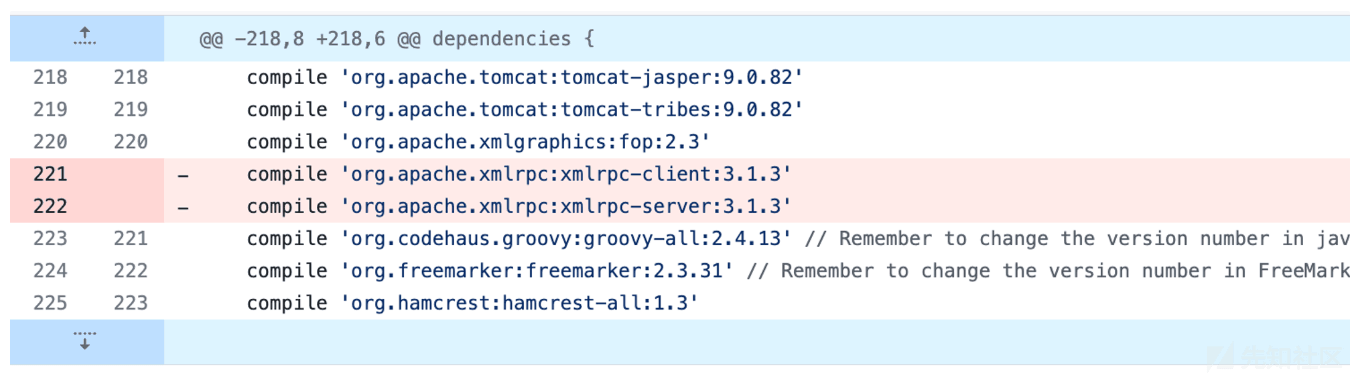 @@ -218,8 +218,6 @@ dependencies {
218 218 compile 'org.apache.tomcat:tomcat-jasper:9.0.82'
219 219 compile 'org.apache.tomcat:tomcat-tribes:9.0.82'
220 220 compile 'org.apache.xmlgraphics:fop:2.3'
221 - compile 'org.apache.xmlrpc:xmlrpc-client:3.1.3'
222 - compile 'org.apache.xmlrpc:xmlrpc-server:3.1.3'
223 221 compile 'org.codehaus.groovy:groovy-all:2.4.13' // Remember to change the version number in jav
224 222 compile 'org.freemarker:freemarker:2.3.31' // Remember to change the version number in FreeMark
225 223 compile 'org.hamcrest:hamcrest-all:1.3'